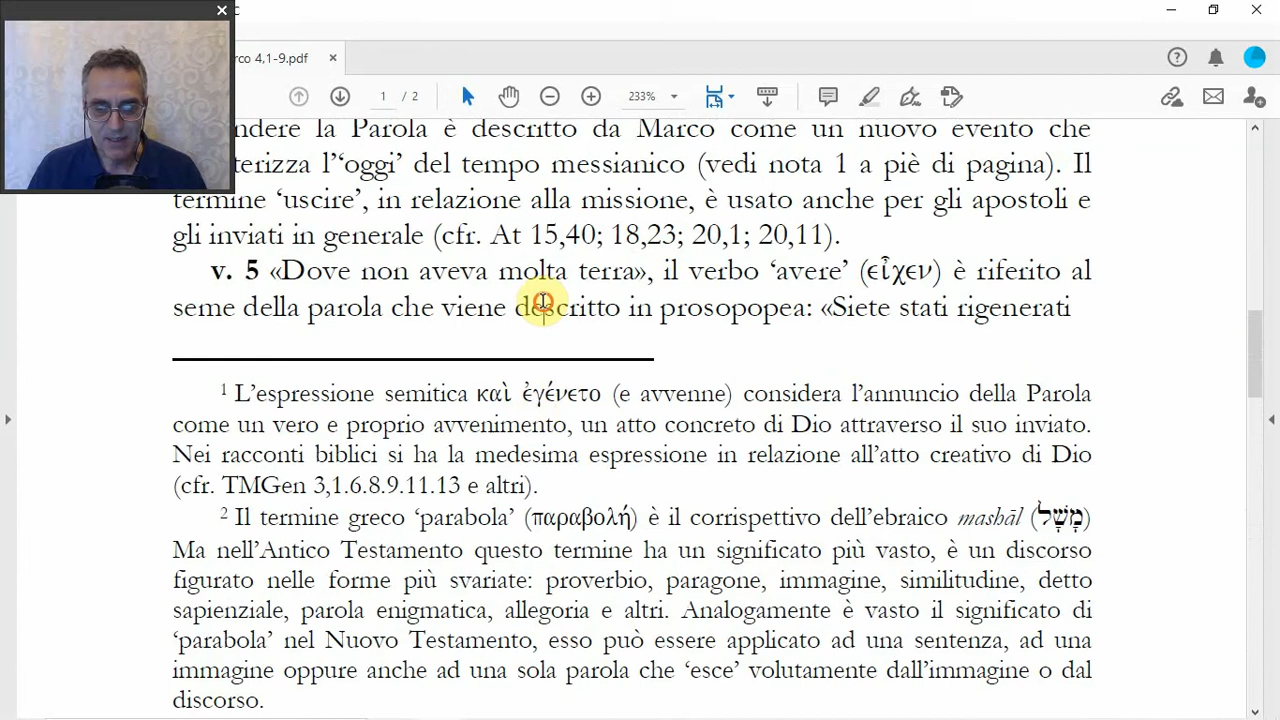 rco 4,1-9.pdf
1 / 2
233%
ndere la Parola è descritto da Marco come un nuovo evento che
terizza l'‘oggi’ del tempo messianico (vedi nota 1 a piè di pagina). Il
termine ‘uscire’, in relazione alla missione, è usato anche per gli apostoli e
gli inviati in generale (cfr. At 15,40; 18,23; 20,1; 20,11).
v. 5 «Dove non aveva molta terra», il verbo ‘avere’ (εἶχεν) è riferito al
seme della parola che viene descritto in prosopopea: «Siete stati rigenerati
1 L’espressione semitica καὶ ἐγένετο (e avvenne) considera l’annuncio della Parola
come un vero e proprio avvenimento, un atto concreto di Dio attraverso il suo inviato.
Nei racconti biblici si ha la medesima espressione in relazione all’atto creativo di Dio
(cfr. TMGen 3,1.6.8.9.11.13 e altri).
2 Il termine greco ‘parabola’ (παραβολή) è il corrispettivo dell’ebraico mashāl (מָשָׁל)
Ma nell’Antico Testamento questo termine ha un significato più vasto, è un discorso
figurato nelle forme più svariate: proverbio, paragone, immagine, similitudine, detto
sapienziale, parola enigmatica, allegoria e altri. Analogamente è vasto il significato di
‘parabola’ nel Nuovo Testamento, esso può essere applicato ad una sentenza, ad una
immagine oppure anche ad una sola parola che ‘esce’ volutamente dall’immagine o dal
discorso.